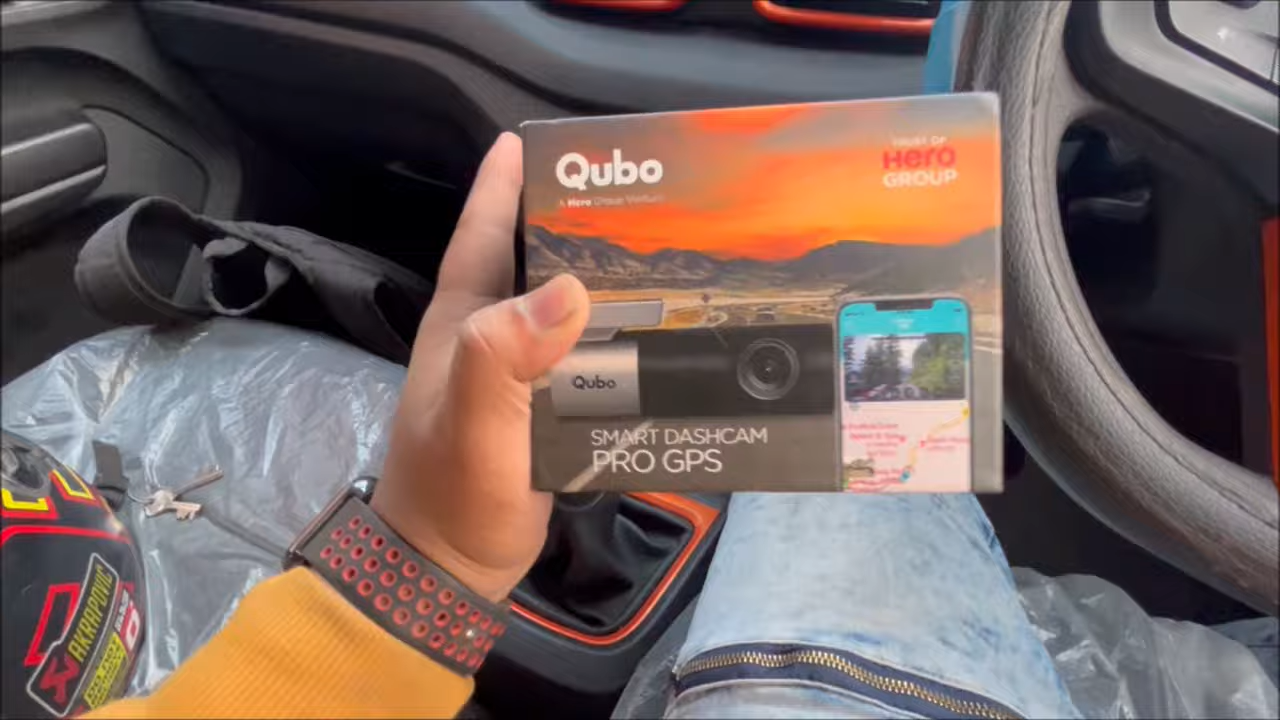 Qubo
A Hero Group Venture
TRUST OF
Hero
GROUP
Qubo
SMART DASHCAM
PRO GPS
AKRAPOVIC